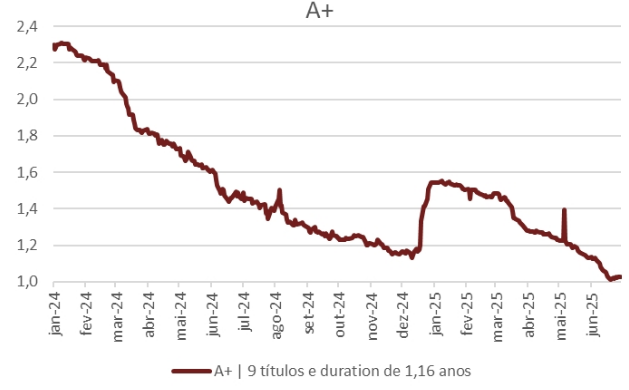 A+
2,4
2,2
2,0
1,8
1,6
1,4
1,2
1,0
jan-24
fev-24
mar-24
abr-24
mai-24
jun-24
jul-24
ago-24
set-24
out-24
nov-24
dez-24
jan-25
fev-25
mar-25
abr-25
mai-25
jun-25
A+ | 9 títulos e duration de 1,16 anos